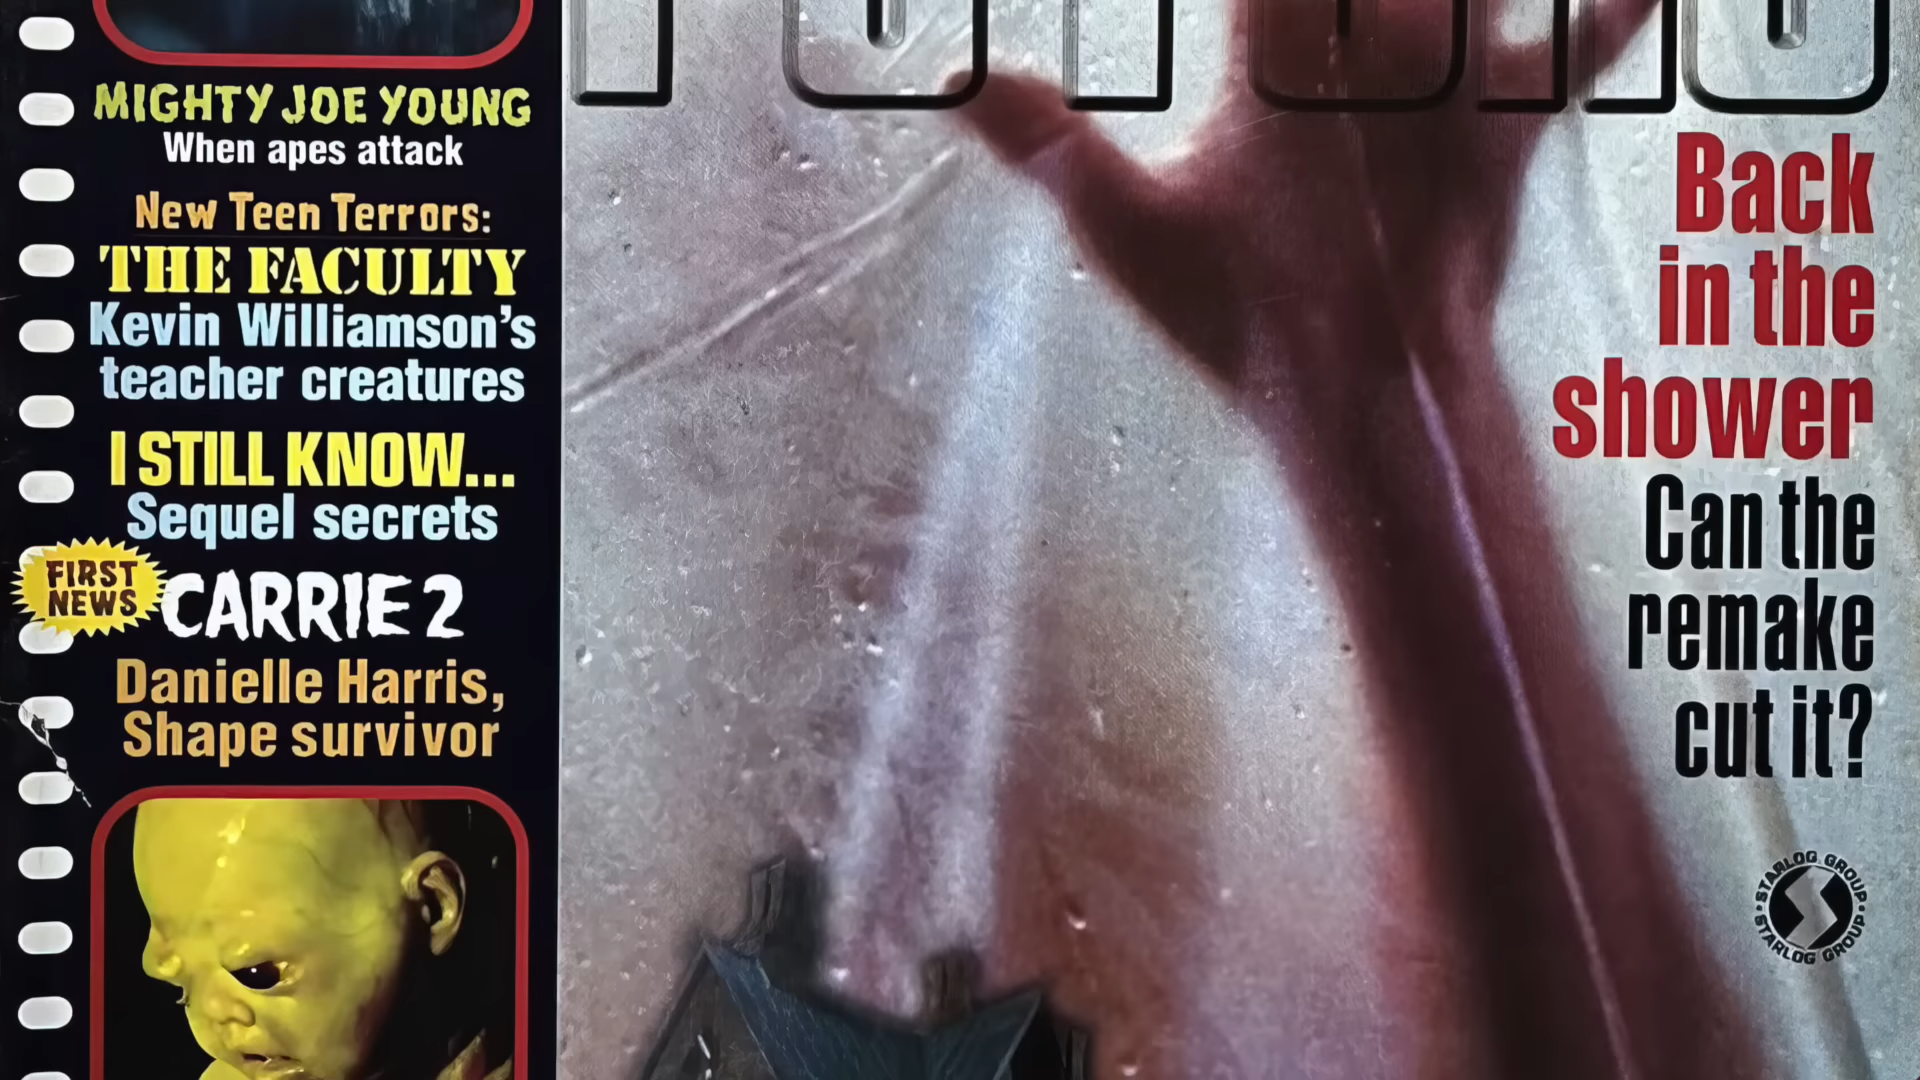 MIGHTY JOE YOUNG
When apes attack
New Teen Terrors:
THE FACULTY
Kevin Williamson's
teacher creatures
I STILL KNOW...
Sequel secrets
FIRST
NEWS
CARRIE 2
Danielle Harris,
Shape survivor
Back
in the
shower
Can the
remake
cut it?
STARLOG GROUP
STARLOG GROUP